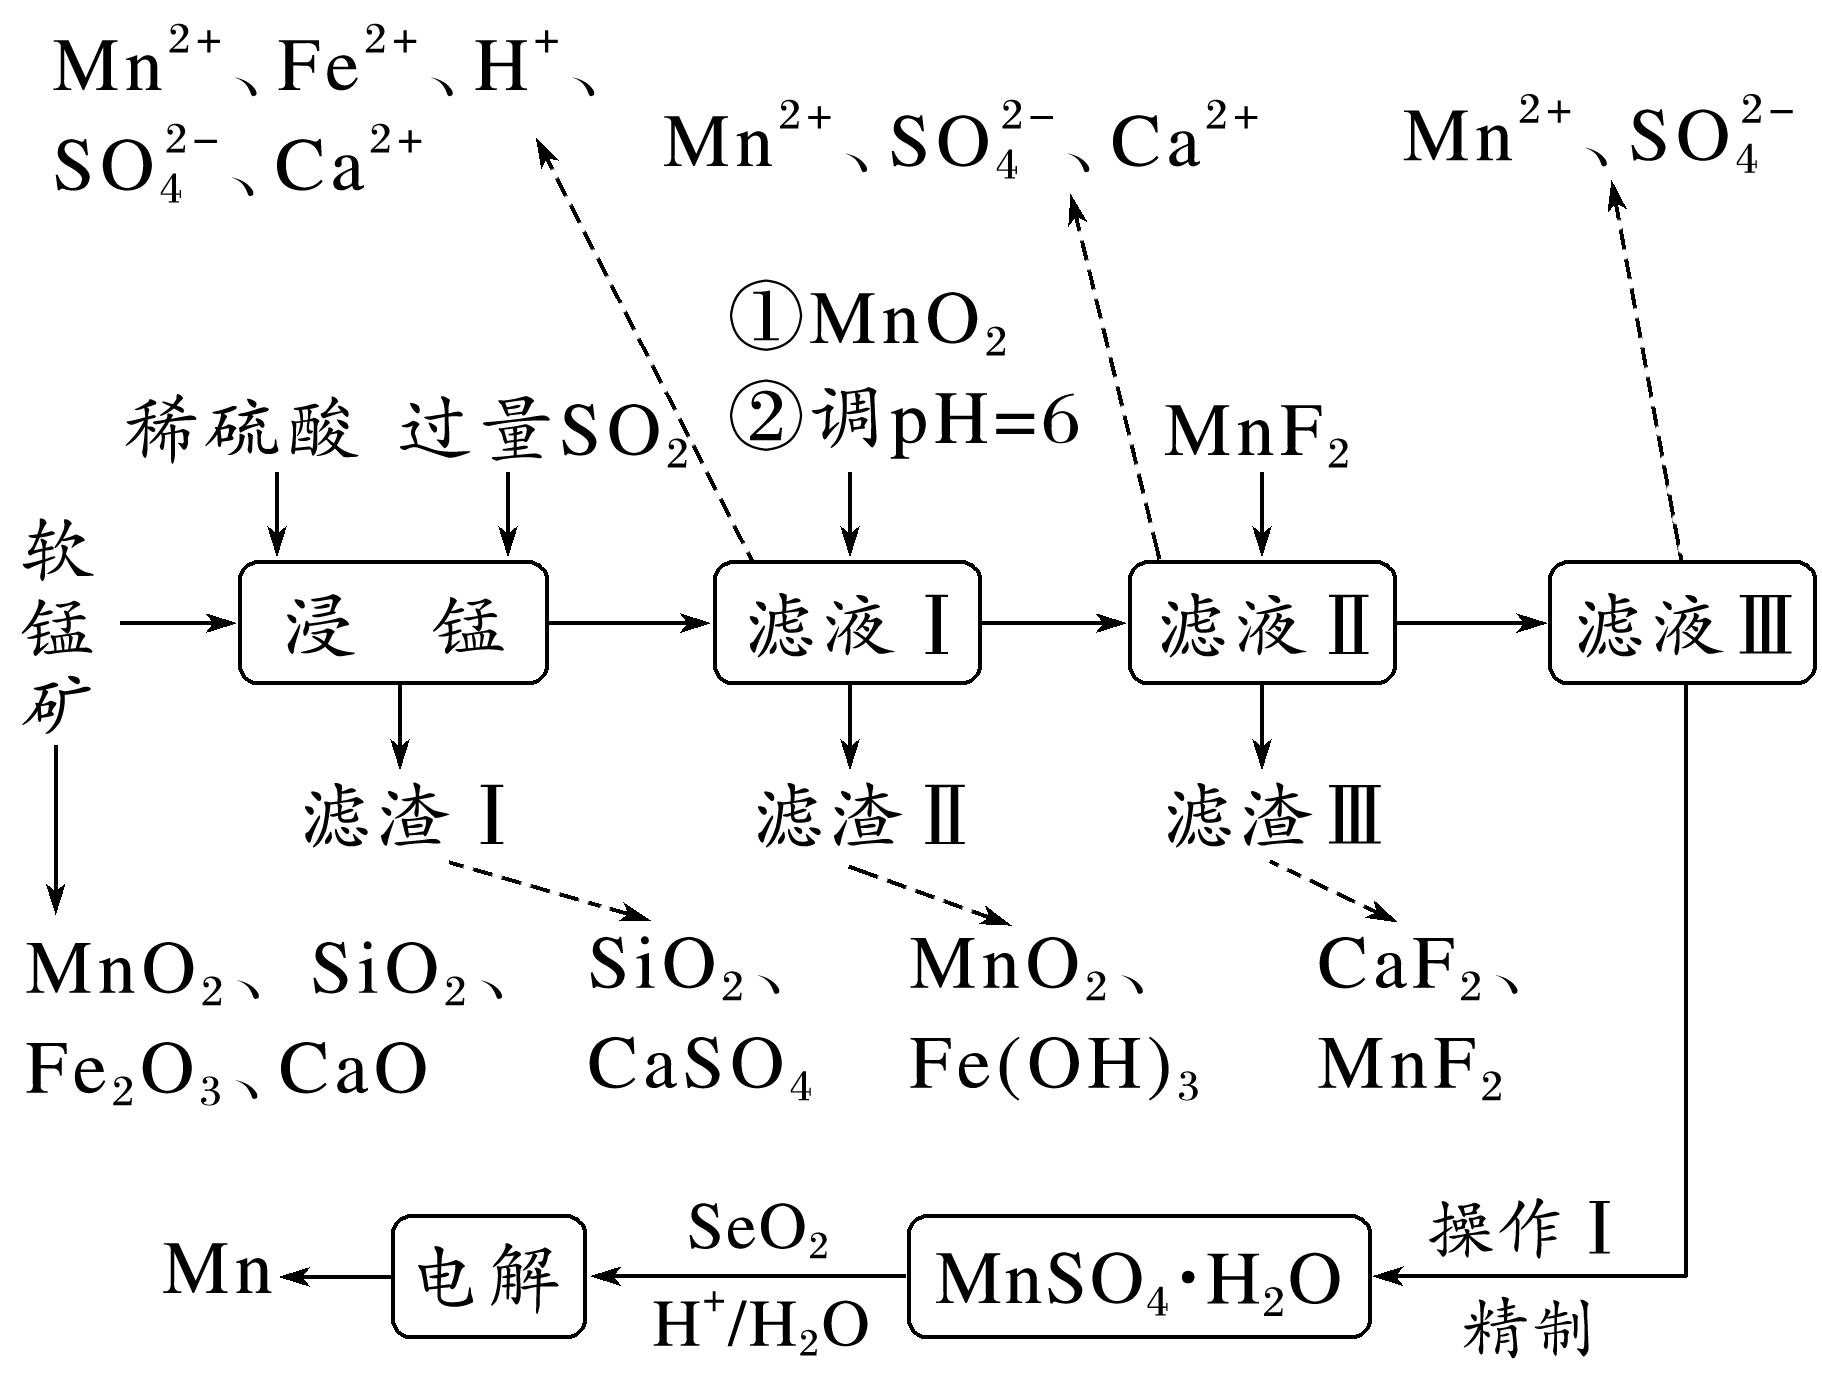 Mn²⁺、Fe²⁺、H⁺、
SO₄²⁻、Ca²⁺
Mn²⁺、SO₄²⁻、Ca²⁺
Mn²⁺、SO₄²⁻
①MnO₂
②调pH=6
稀硫酸 过量SO₂
MnF₂
软锰矿
浸 锰
滤液Ⅰ
滤液Ⅱ
滤液Ⅲ
滤渣Ⅰ
滤渣Ⅱ
滤渣Ⅲ
MnO₂、SiO₂、
Fe₂O₃、CaO
SiO₂、
CaSO₄
MnO₂、
Fe(OH)₃
CaF₂、
MnF₂
Mn
电解
SeO₂
H⁺/H₂O
MnSO₄·H₂O
操作Ⅰ
精制